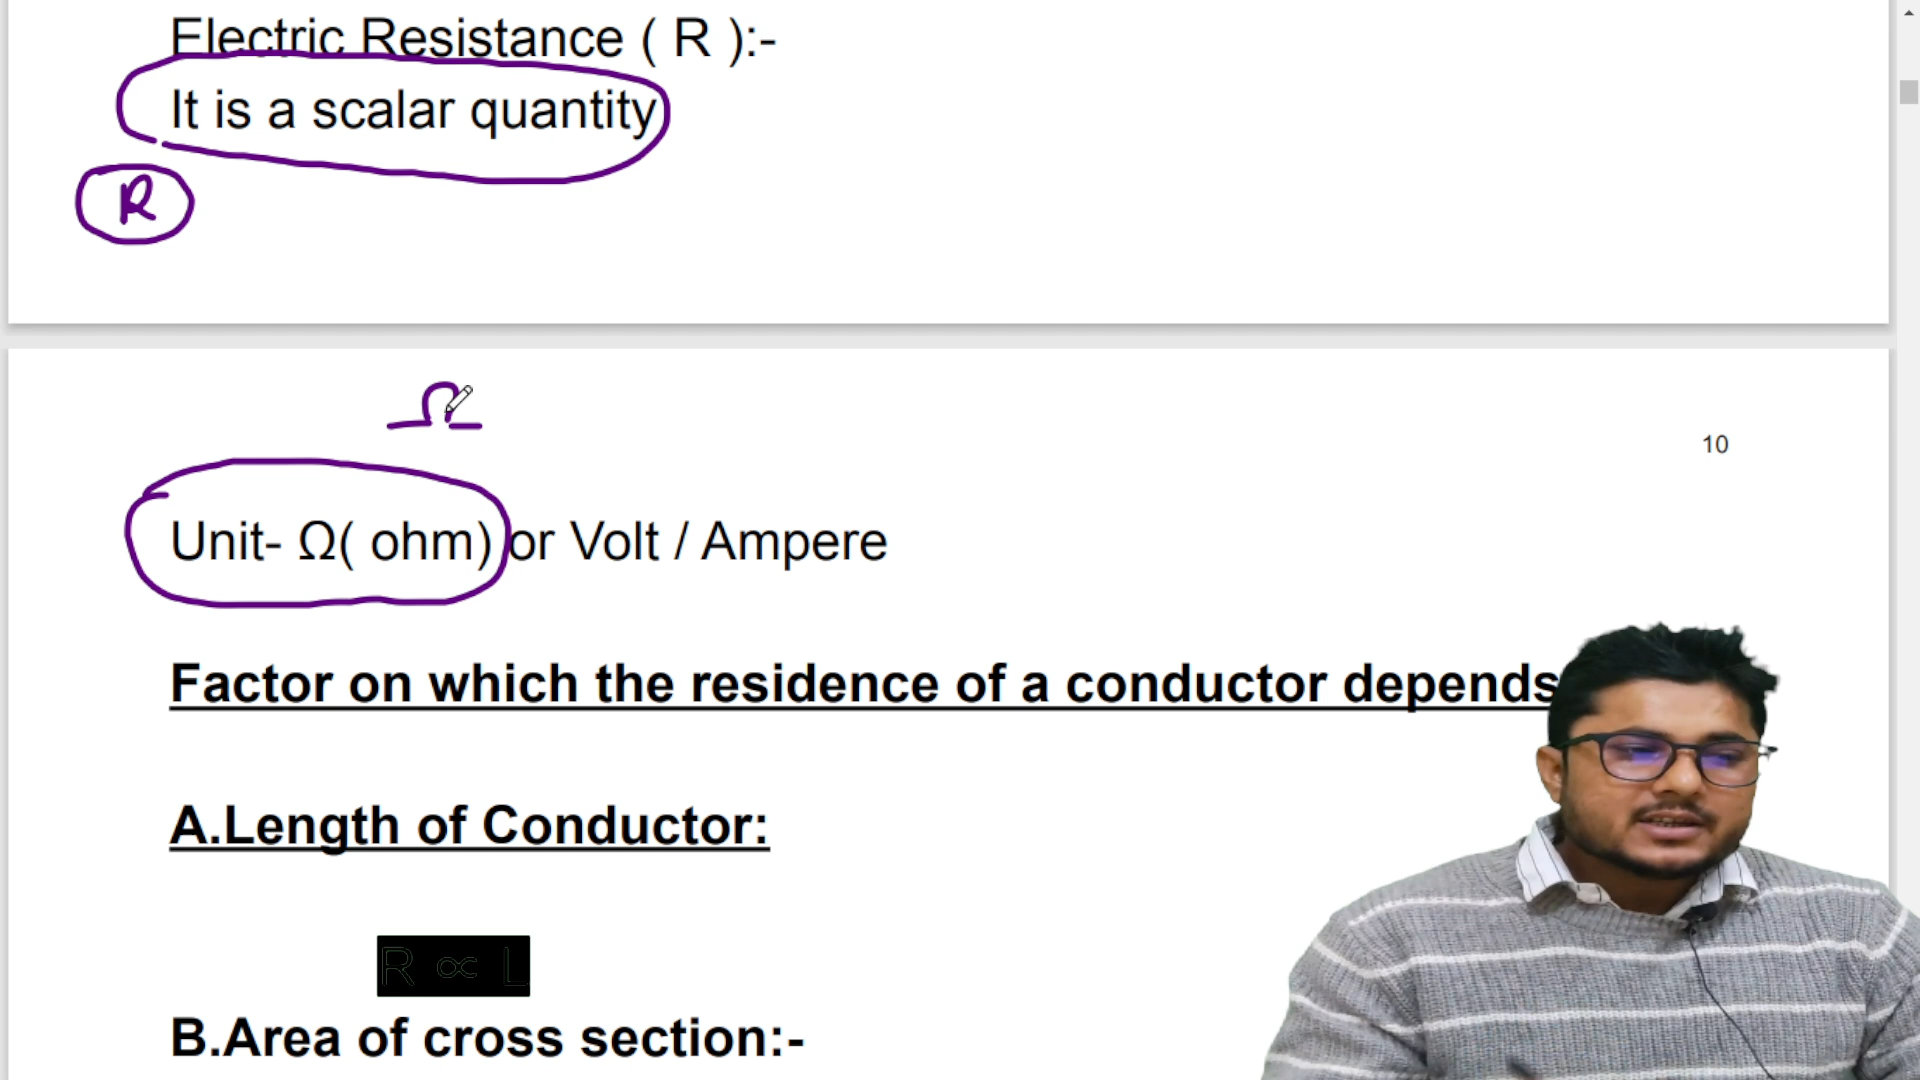 Electric Resistance ( R ):-
It is a scalar quantity
R
Ω
10
Unit- Ω( ohm) or Volt / Ampere
Factor on which the residence of a conductor depends
A.Length of Conductor:
R ∝ L
B.Area of cross section:-